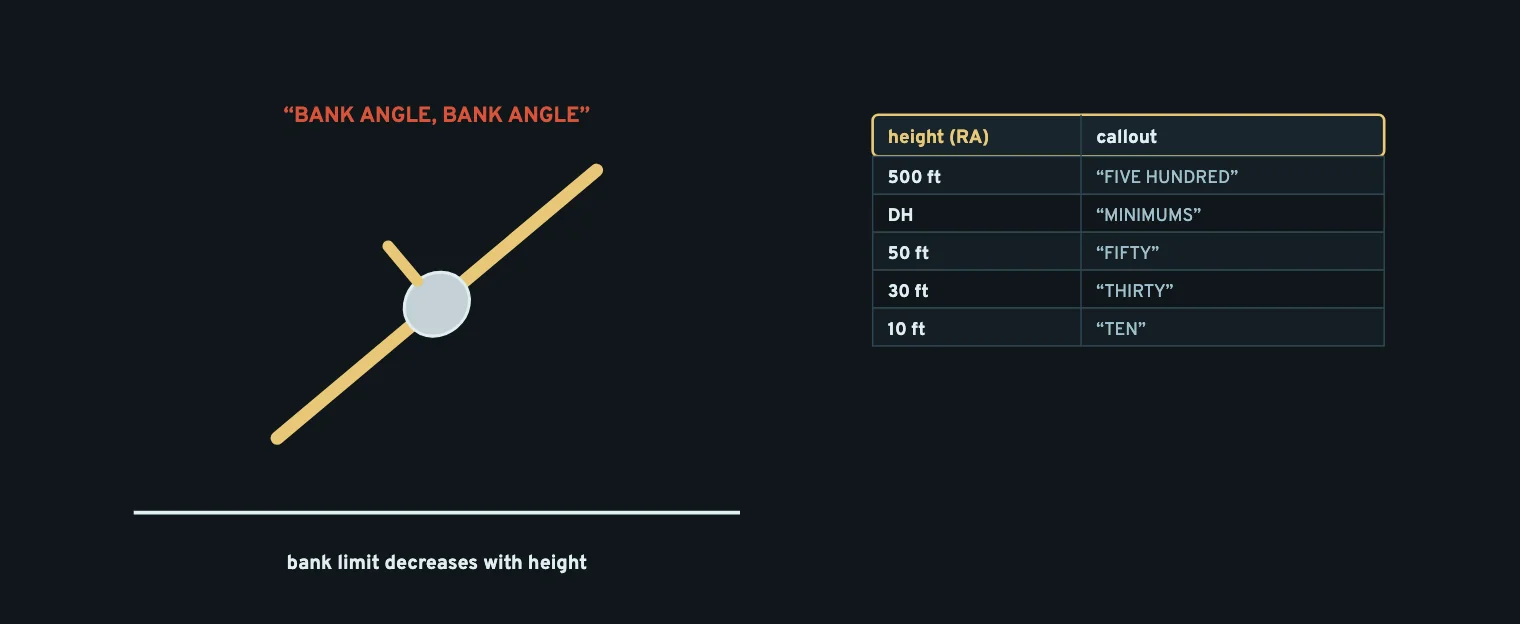 “BANK ANGLE, BANK ANGLE”
bank limit decreases with height
height (RA) callout
500 ft “FIVE HUNDRED”
DH “MINIMUMS”
50 ft “FIFTY”
30 ft “THIRTY”
10 ft “TEN”